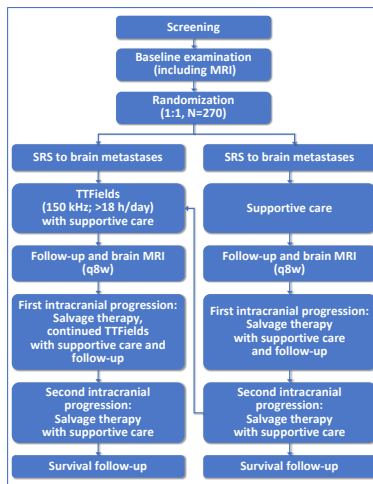 Screening
Baseline examination
(including MRI)
Randomization
(1:1, N=270)
SRS to brain metastases
TTFields
(150 kHz; >18 h/day)
with supportive care
Follow-up and brain MRI
(q8w)
First intracranial progression:
Salvage therapy,
continued TTFields
with supportive care and
follow-up
Second intracranial
progression:
Salvage therapy
with supportive care
Survival follow-up
SRS to brain metastases
Supportive care
Follow-up and brain MRI
(q8w)
First intracranial progression:
Salvage therapy
with supportive care
and follow-up
Second intracranial
progression:
Salvage therapy
with supportive care
Survival follow-up